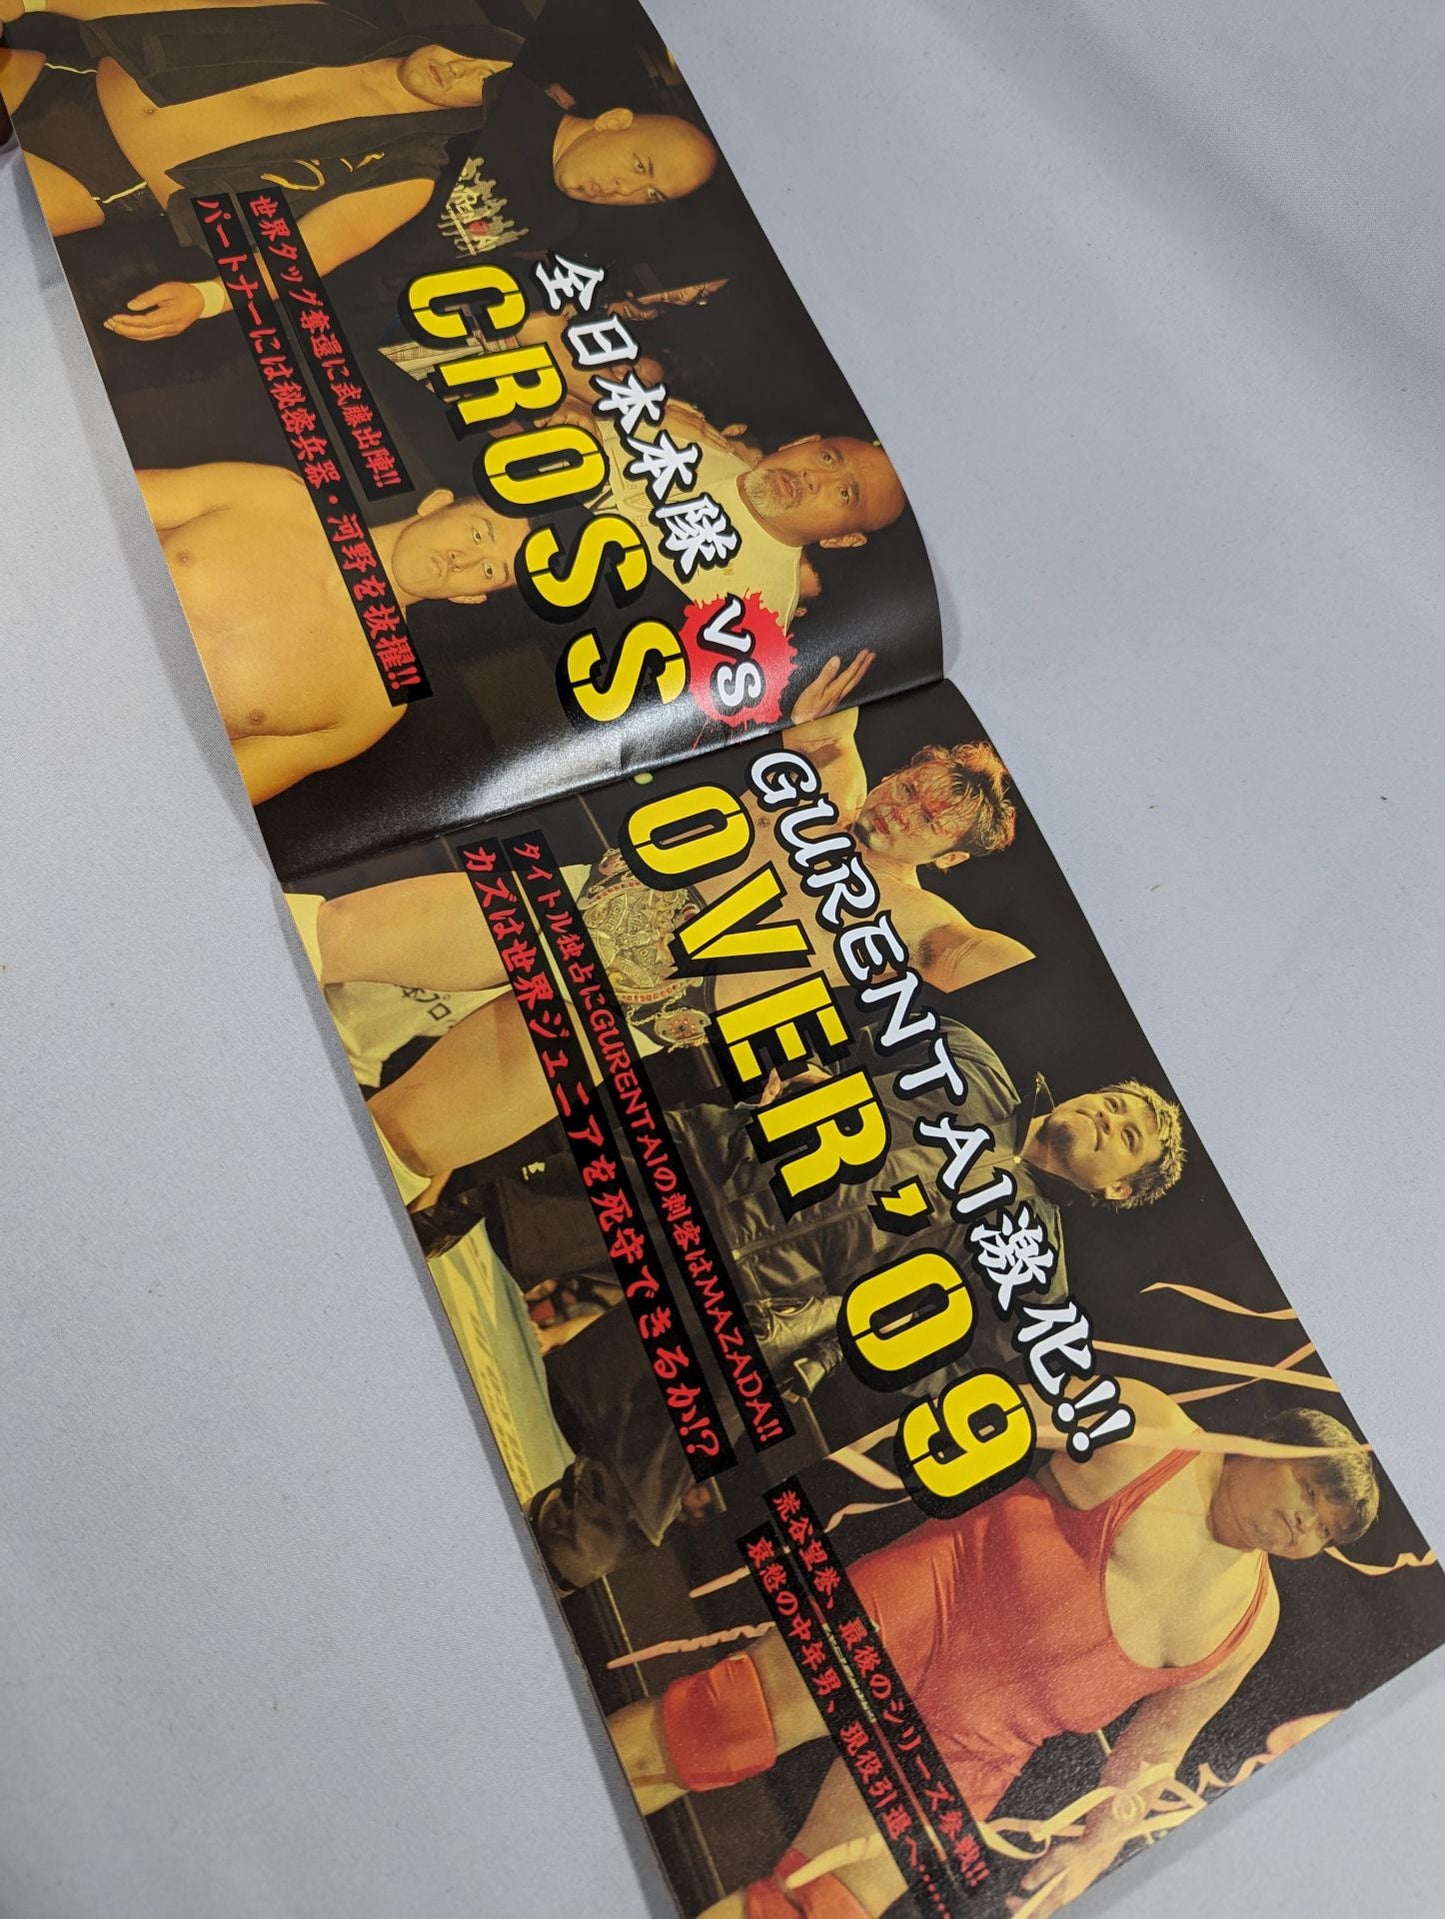 全日本本隊 VS GURENTAI激化!!
CROSS OVER'09
世界タッグ奪還に武藤出陣!!
パートナーには秘密兵器・河野を抜擢!!
タイトル独占にGURENTAIの刺客はMAZADA!!
カズは世界ジュニアを死守できるか!?
荒谷望誉、最後のシリーズ参戦!!
哀愁の中年男、現役引退へ……